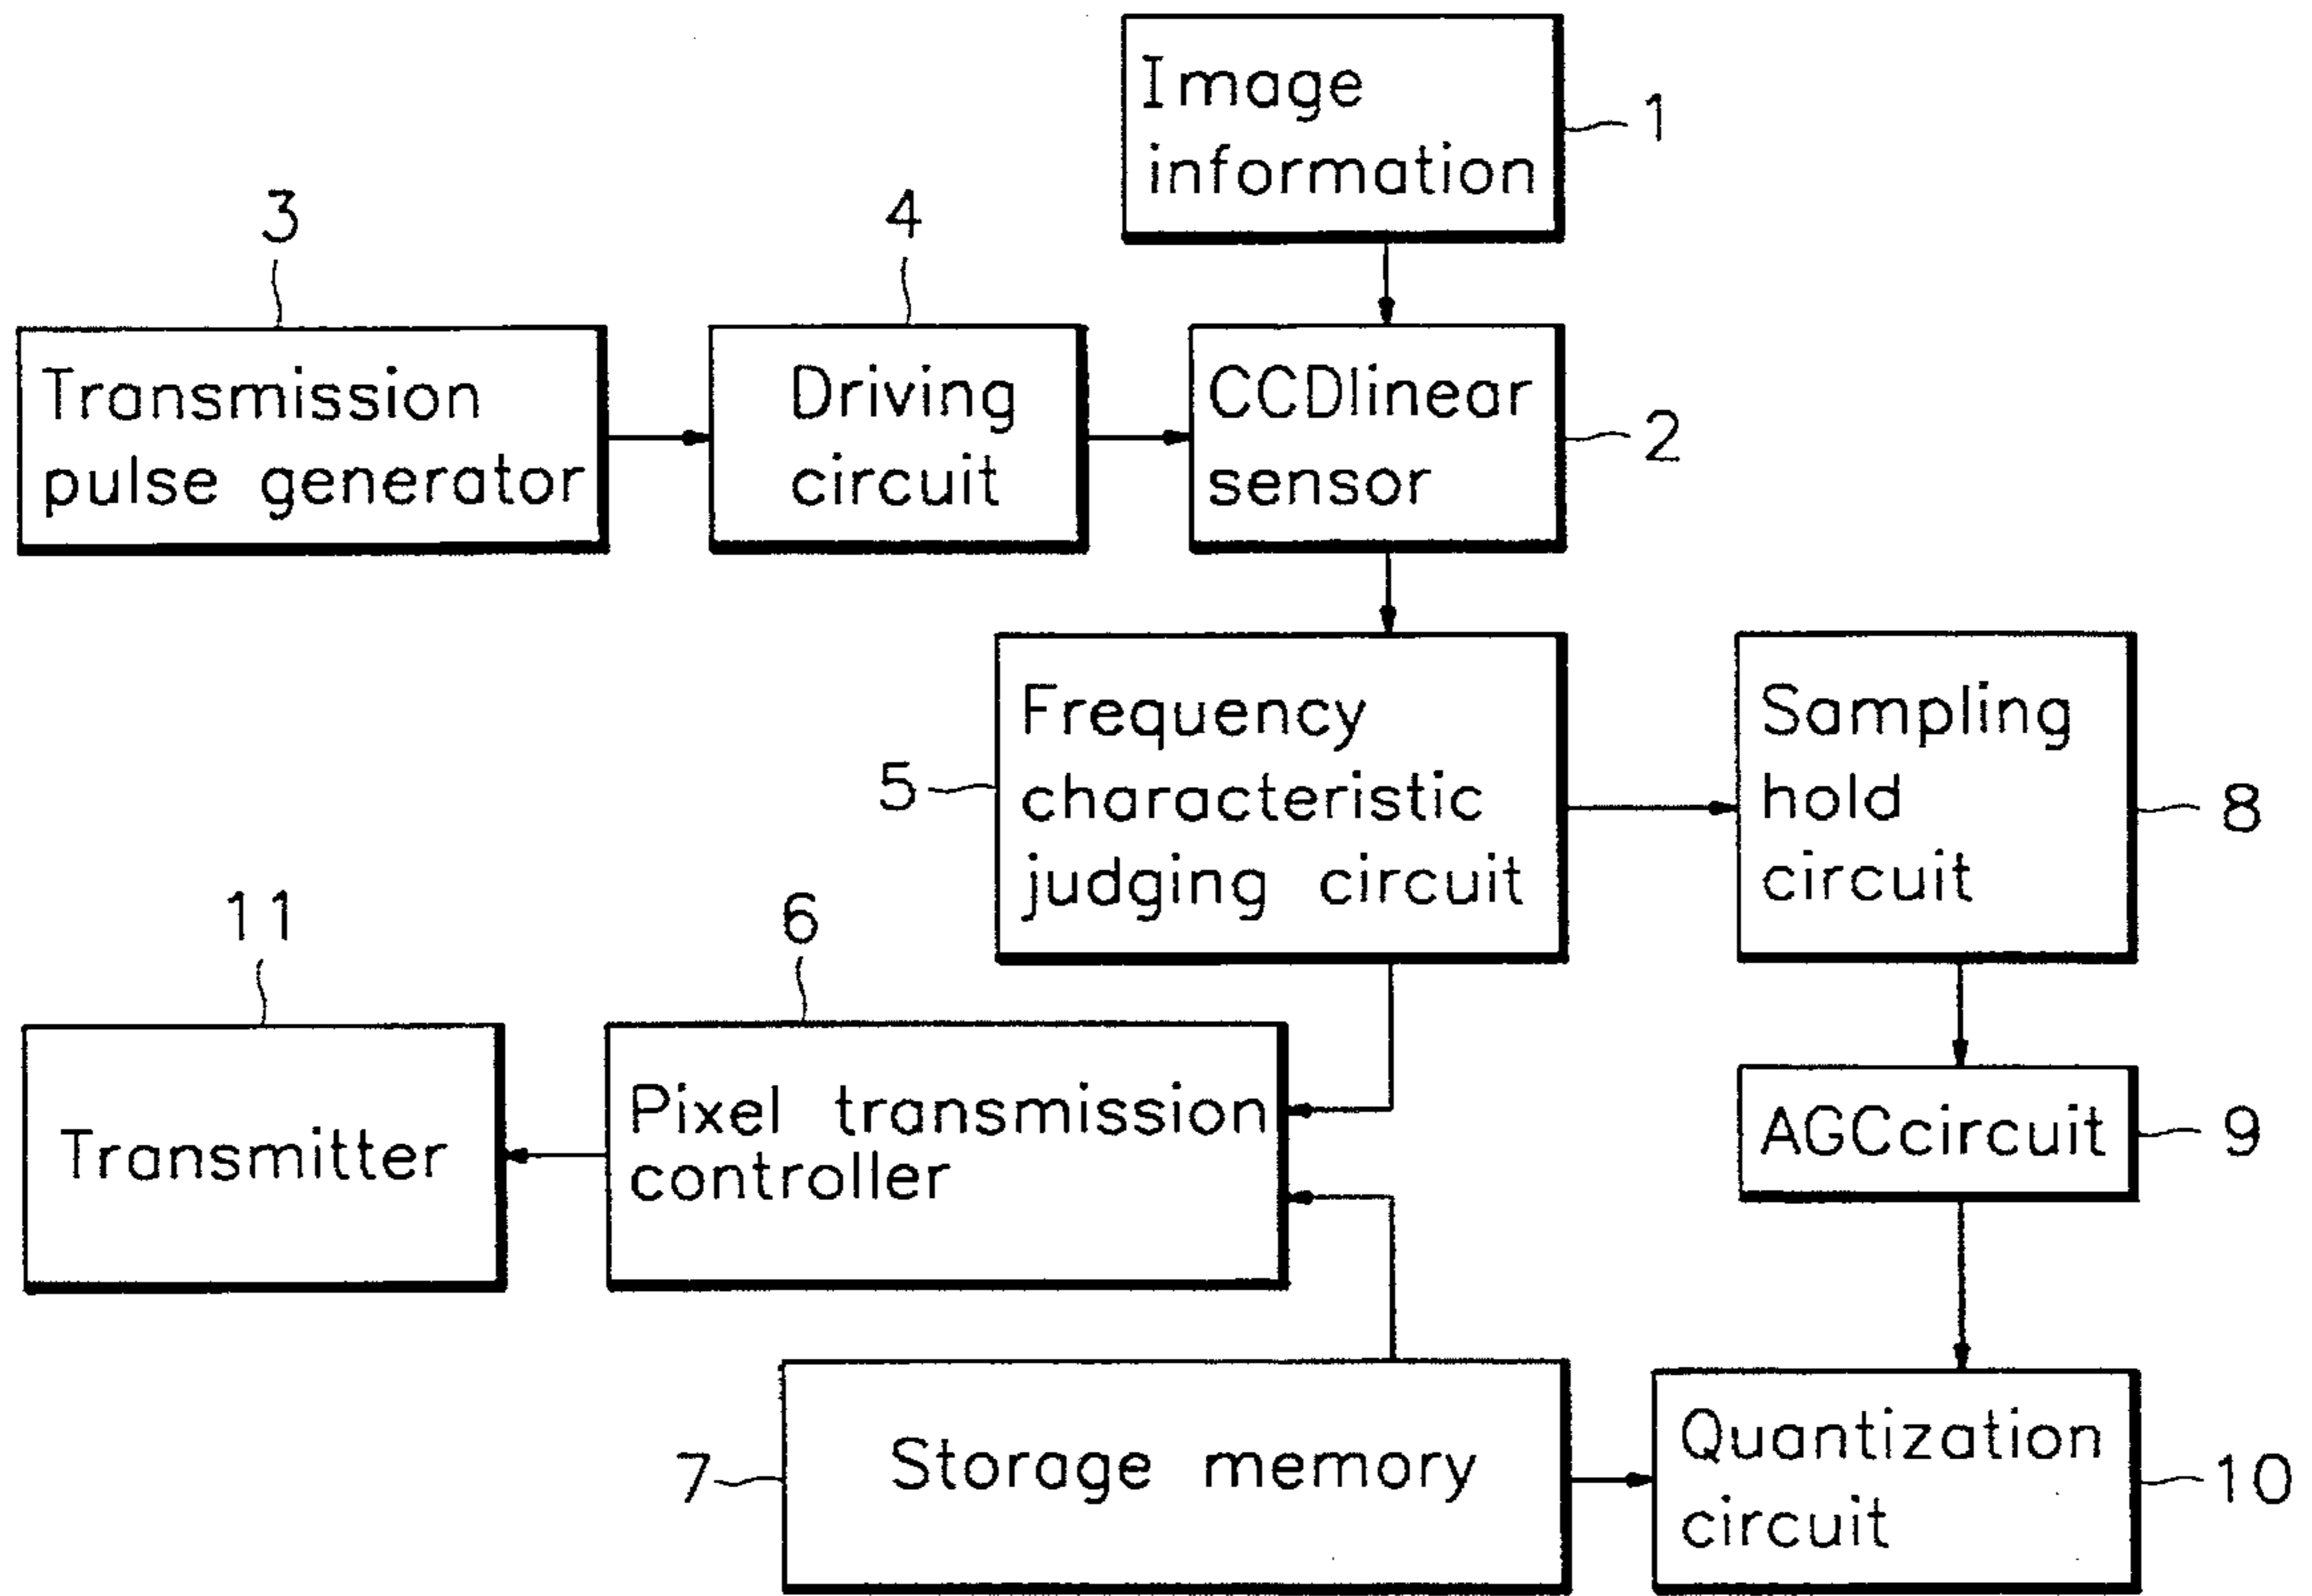 Image
information
1
3
4
Transmission
pulse generator
Driving
circuit
CCDlinear
sensor
2
Frequency
characteristic
judging circuit
5
Sampling
hold
circuit
8
11
6
Transmitter
Pixel transmission
controller
AGCcircuit
9
7
Storage memory
Quantization
circuit
10